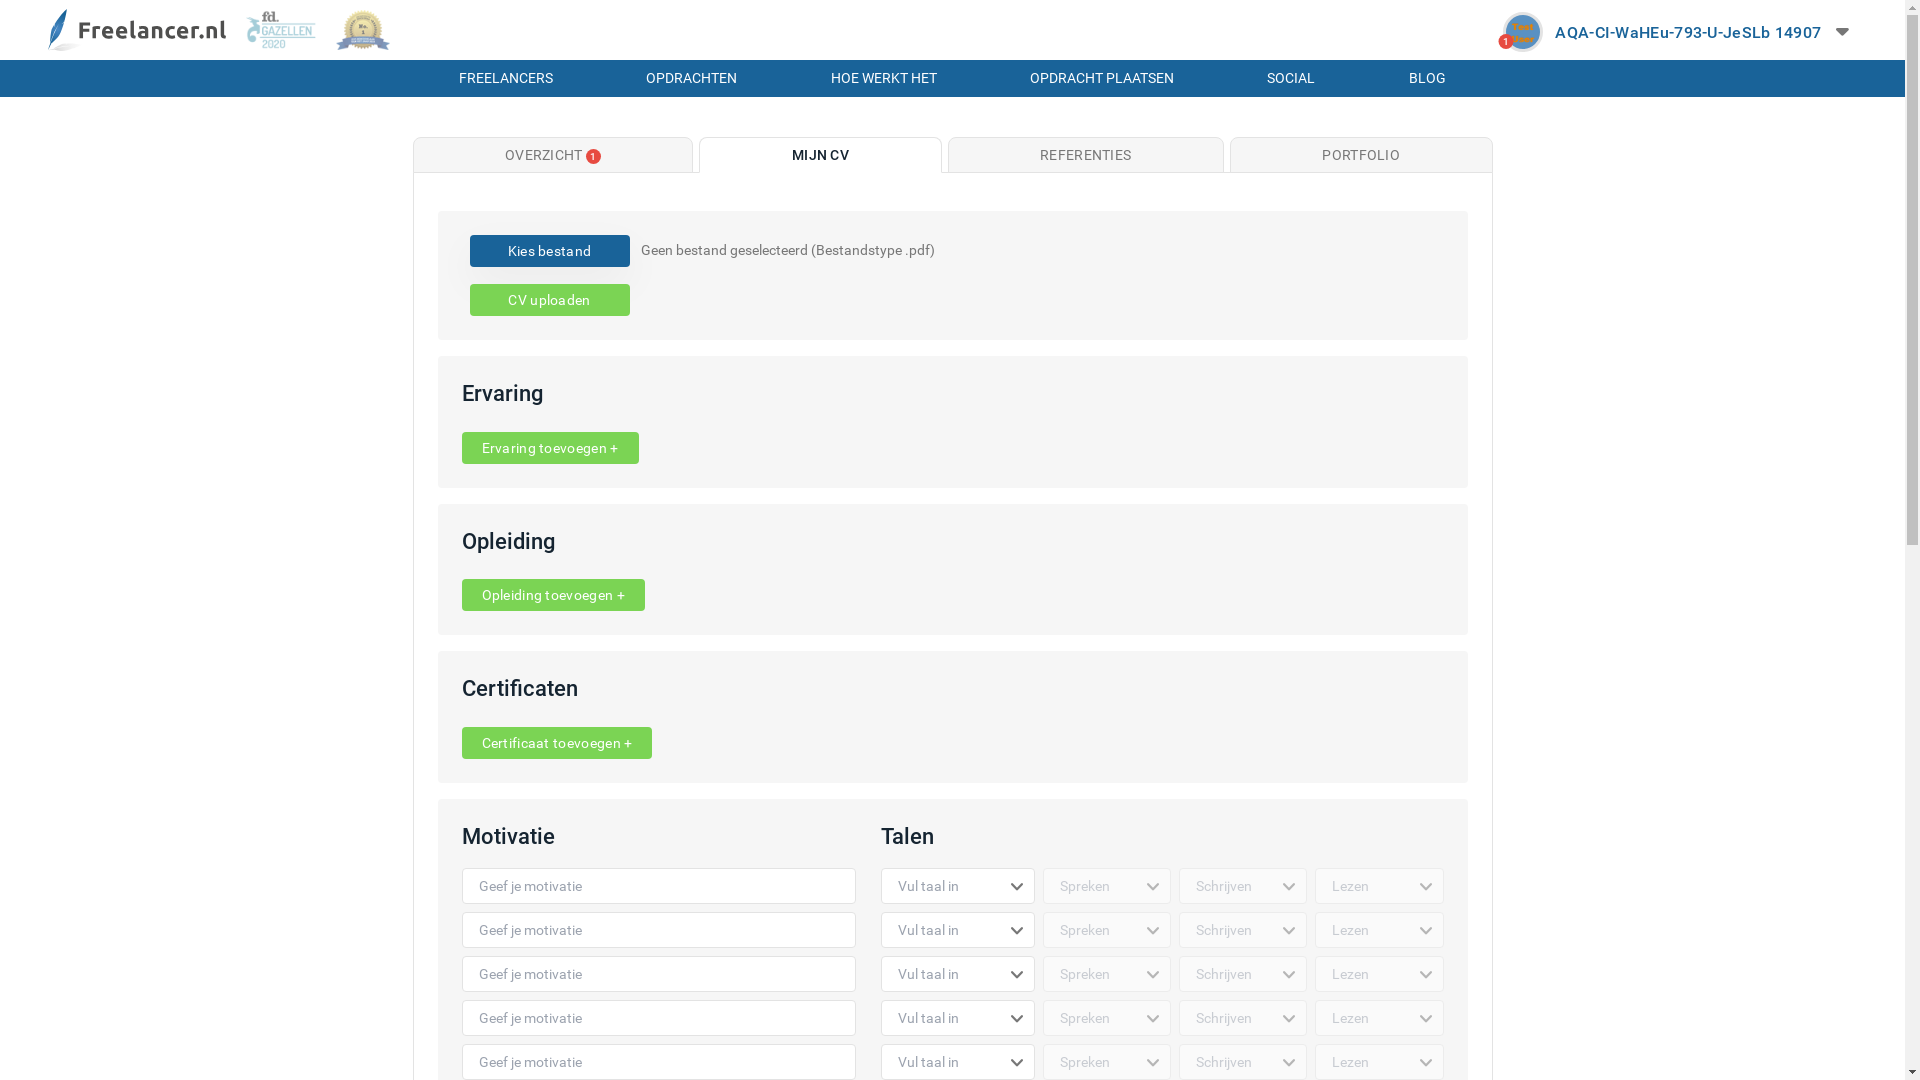 Freelancer.nl
fd.
GAZELLEN
2020
No.
1
1
AQA-CI-WaHEu-793-U-JeSLb 14907
FREELANCERS OPDRACHTEN HOE WERKT HET OPDRACHT PLAATSEN SOCIAL BLOG
OVERZICHT 1 MIJN CV REFERENTIES PORTFOLIO
Kies bestand Geen bestand geselecteerd (Bestandstype .pdf)
CV uploaden
Ervaring
Ervaring toevoegen +
Opleiding
Opleiding toevoegen +
Certificaten
Certificaat toevoegen +
Motivatie Talen
Geef je motivatie Vul taal in Spreken Schrijven Lezen
Geef je motivatie Vul taal in Spreken Schrijven Lezen
Geef je motivatie Vul taal in Spreken Schrijven Lezen
Geef je motivatie Vul taal in Spreken Schrijven Lezen
Geef je motivatie Vul taal in Spreken Schrijven Lezen